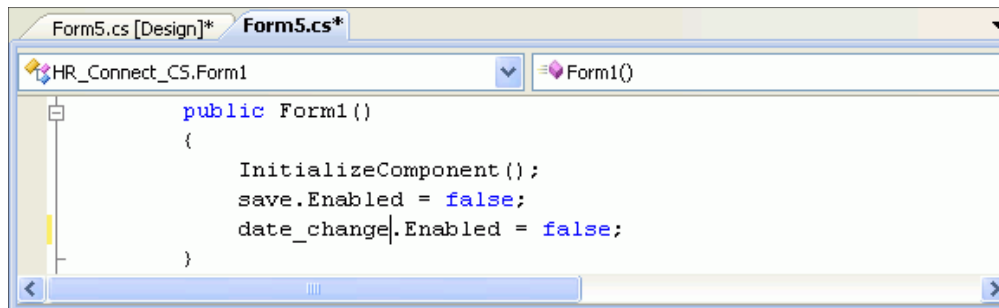 Form5.cs [Design]* Form5.cs*
HR_Connect_CS.Form1 Form1()
public Form1()
{
InitializeComponent();
save.Enabled = false;
date_change.Enabled = false;
}